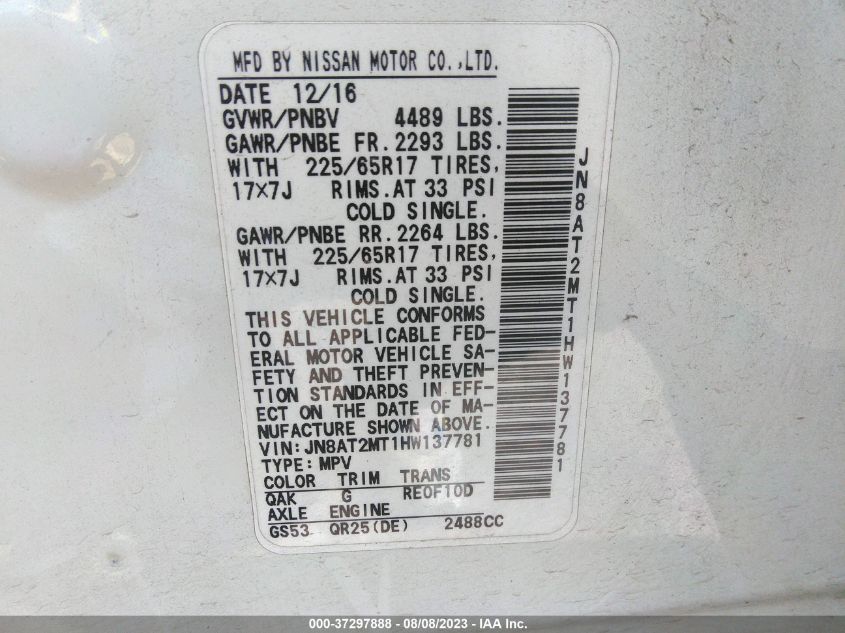 MFD BY NISSAN MOTOR CO.,LTD.
DATE 12/16
GVWR/PNBV 4489 LBS.
GAWR/PNBE FR. 2293 LBS.
WITH 225/65R17 TIRES,
17×7J RIMS. AT 33 PSI
COLD SINGLE.
GAWR/PNBE RR. 2264 LBS.
WITH 225/65R17 TIRES,
17×7J RIMS. AT 33 PSI
COLD SINGLE.
THIS VEHICLE CONFORMS
TO ALL APPLICABLE FED-
ERAL MOTOR VEHICLE SA-
FETY AND THEFT PREVEN-
TION STANDARDS IN EFF-
ECT ON THE DATE OF MA-
NUFACTURE SHOWN ABOVE.
VIN:JN8AT2MT1HW137781
TYPE:MPV
COLOR TRIM TRANS
QAK G RE0F10D
AXLE ENGINE
GS53 QR25(DE) 2488CC
JN8AT2MT1HW137781
000-37297888 - 08/08/2023 - IAA Inc.